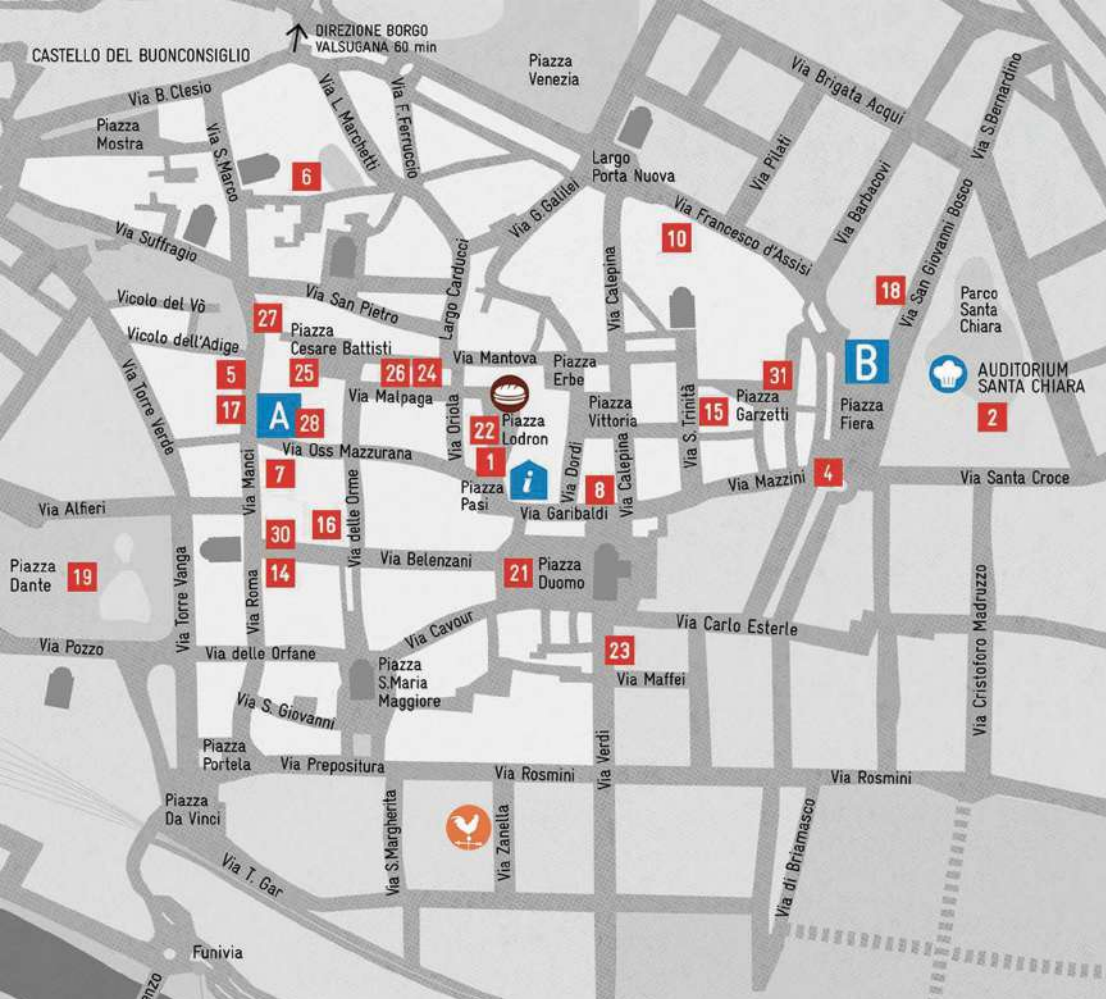 DIREZIONE BORGO
VALSUGANA 60 min
CASTELLO DEL BUONCONSIGLIO
Piazza
Venezia
Via B.Clesio
Via L.Marchetti
Via F.Ferruccio
Via Brigata Acqui
Via S.Bernardino
Piazza
Mostra
Via S.Marco
6
Largo
Porta Nuova
Via Pilati
Via Barbacovi
Via G.Galilei
Via Francesco d'Assisi
Via San Giovanni Bosco
Via Suffragio
10
Largo Carducci
Via Calepina
18
Parco
Santa
Chiara
Vicolo del Vô
Via San Pietro
27
Vicolo dell'Adige
Piazza
Cesare Battisti
Via Mantova
Piazza
Erbe
B
AUDITORIUM
SANTA CHIARA
5
25
26
24
31
Via Torre Verde
Via Malpaga
17
A
28
Via Oriola
22
Piazza
Lodron
Piazza
Vittoria
Via S.Trinità
15
Piazza
Garzetti
Piazza
Fiera
2
Via Oss Mazzurana
1
i
Via Dordi
Via Calepina
Via Manci
7
Via delle Orme
Piazza
Pasi
8
Via Mazzini
4
Via Santa Croce
Via Alfieri
Via Garibaldi
16
30
Via Belenzani
Piazza
Dante
19
14
21
Piazza
Duomo
Via Torre Vanga
Via Roma
Via Cristoforo Madruzzo
Via Pozzo
Via delle Orfane
Via Cavour
Via Carlo Esterle
23
Piazza
S.Maria
Maggiore
Via Maffei
Via S. Giovanni
Piazza
Portela
Via Prepositura
Via Rosmini
Via Verdi
Via Rosmini
Piazza
Da Vinci
Via S.Margherita
Via Zanella
Via di Briamasco
Via T. Gar
Funivia
enzo